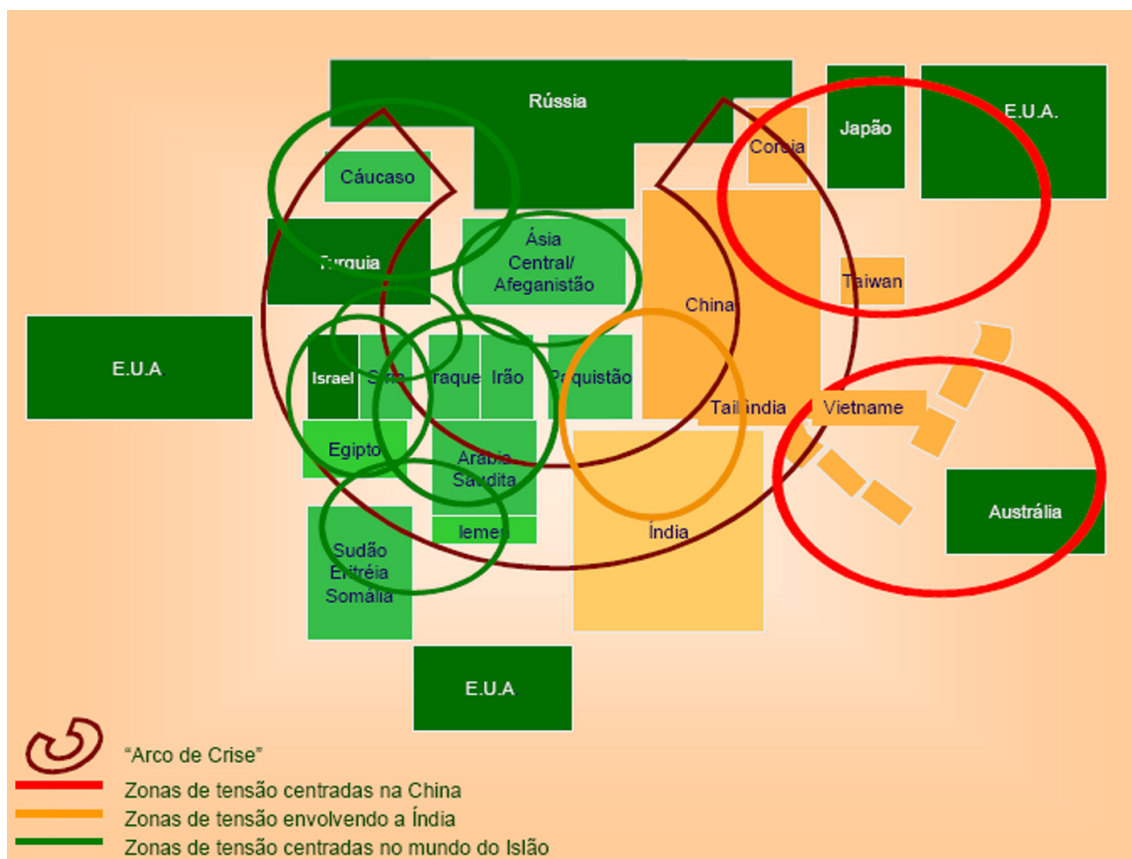 Rússia
Japão
E.U.A.
Coreia
Cáucaso
Turquia
Ásia
Central/
Afeganistão
China
Taiwan
E.U.A
Israel
Síria
Iraque
Irão
Paquistão
Tailândia
Vietname
Egipto
Arábia
Saudita
Iemen
Índia
Austrália
Sudão
Eritréia
Somália
E.U.A
“Arco de Crise”
Zonas de tensão centradas na China
Zonas de tensão envolvendo a Índia
Zonas de tensão centradas no mundo do Islão